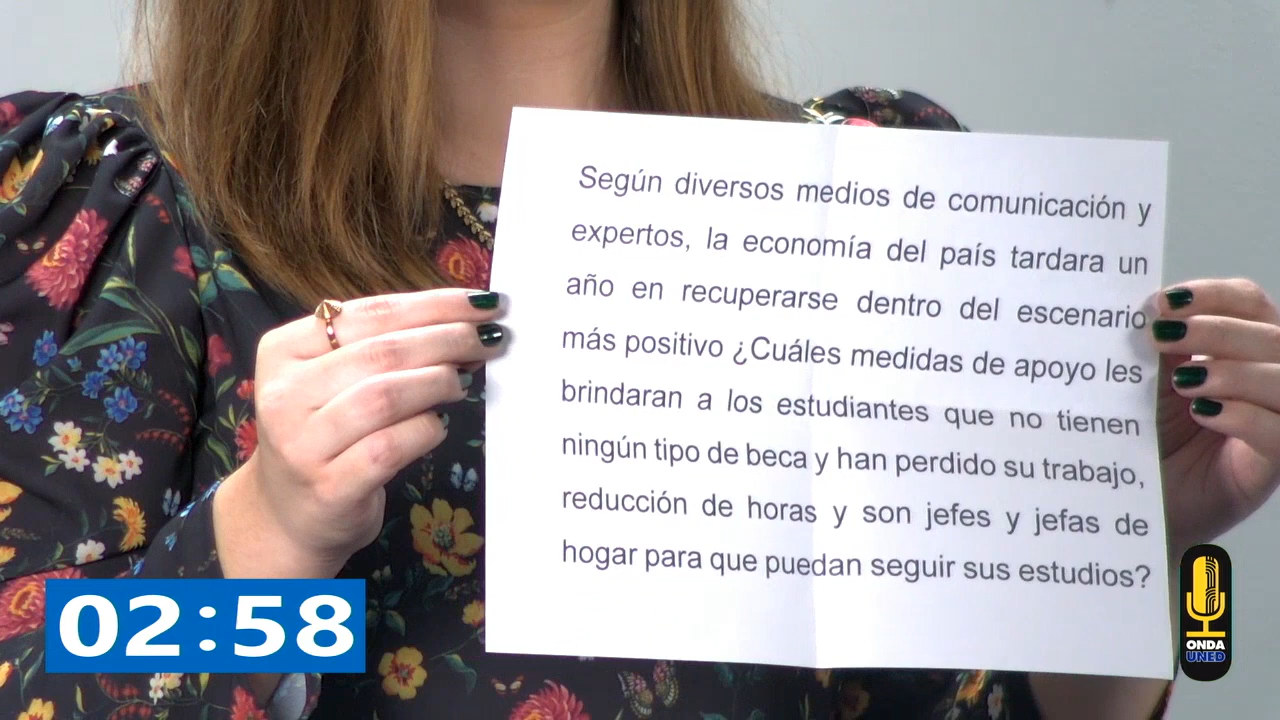 Según diversos medios de comunicación y
expertos, la economía del país tardara un
año en recuperarse dentro del escenario
más positivo ¿Cuáles medidas de apoyo les
brindaran a los estudiantes que no tienen
ningún tipo de beca y han perdido su trabajo,
reducción de horas y son jefes y jefas de
hogar para que puedan seguir sus estudios?
02:58
ONDA
UNED